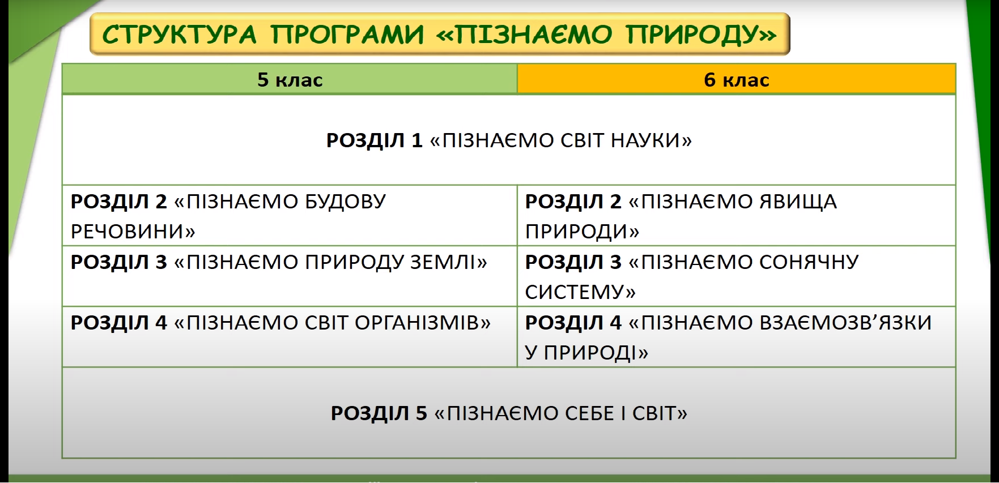 СТРУКТУРА ПРОГРАМИ «ПІЗНАЄМО ПРИРОДУ»
5 клас
6 клас
РОЗДІЛ 1 «ПІЗНАЄМО СВІТ НАУКИ»
РОЗДІЛ 2 «ПІЗНАЄМО БУДОВУ
РЕЧОВИНИ»
РОЗДІЛ 2 «ПІЗНАЄМО ЯВИЩА
ПРИРОДИ»
РОЗДІЛ 3 «ПІЗНАЄМО ПРИРОДУ ЗЕМЛІ»
РОЗДІЛ 3 «ПІЗНАЄМО СОНЯЧНУ
СИСТЕМУ»
РОЗДІЛ 4 «ПІЗНАЄМО СВІТ ОРГАНІЗМІВ»
РОЗДІЛ 4 «ПІЗНАЄМО ВЗАЄМОЗВ’ЯЗКИ
У ПРИРОДІ»
РОЗДІЛ 5 «ПІЗНАЄМО СЕБЕ І СВІТ»